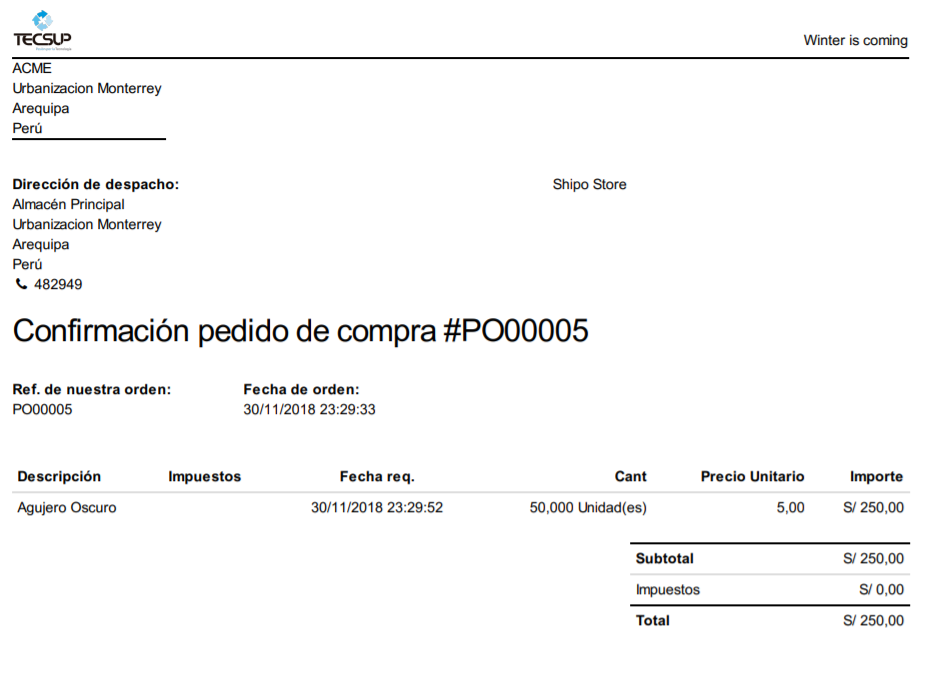 TECSUP
Winter is coming
ACME
Urbanizacion Monterrey
Arequipa
Perú
Dirección de despacho:
Shipo Store
Almacén Principal
Urbanizacion Monterrey
Arequipa
Perú
482949
Confirmación pedido de compra #PO00005
Ref. de nuestra orden: Fecha de orden:
PO00005 30/11/2018 23:29:33
Descripción Impuestos Fecha req. Cant Precio Unitario Importe
Agujero Oscuro 30/11/2018 23:29:52 50,000 Unidad(es) 5,00 S/ 250,00
Subtotal S/ 250,00
Impuestos S/ 0,00
Total S/ 250,00